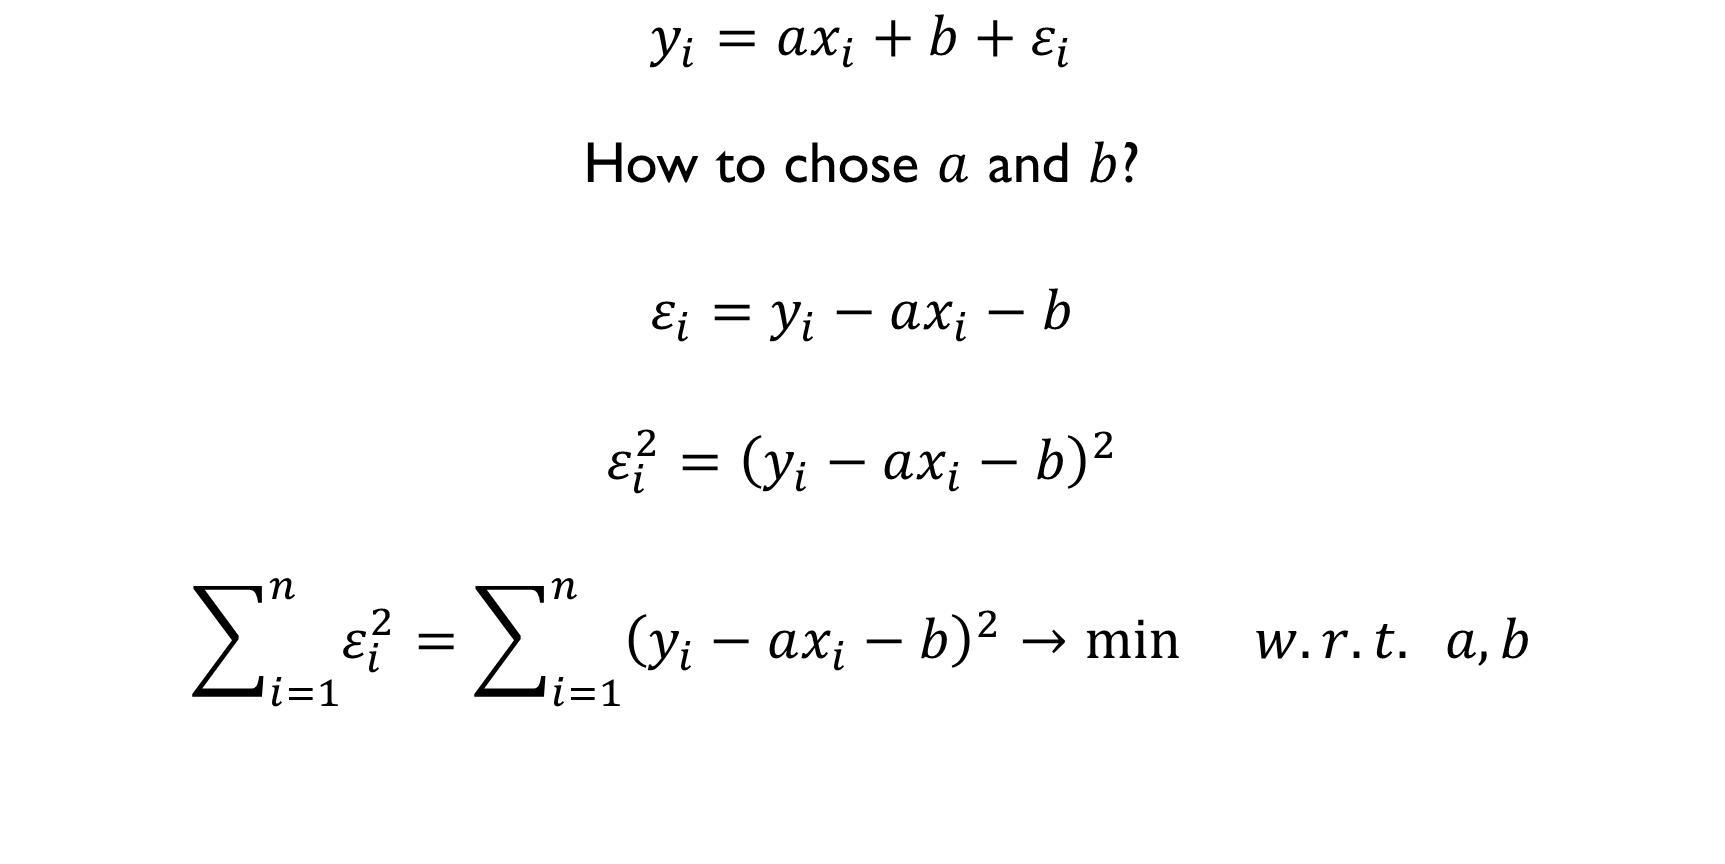 yᵢ = axᵢ + b + εᵢ
How to chose a and b?
εᵢ = yᵢ − axᵢ − b
εᵢ² = (yᵢ − axᵢ − b)²
∑ᵢ₌₁ⁿ εᵢ² = ∑ᵢ₌₁ⁿ (yᵢ − axᵢ − b)² → min w.r.t. a, b